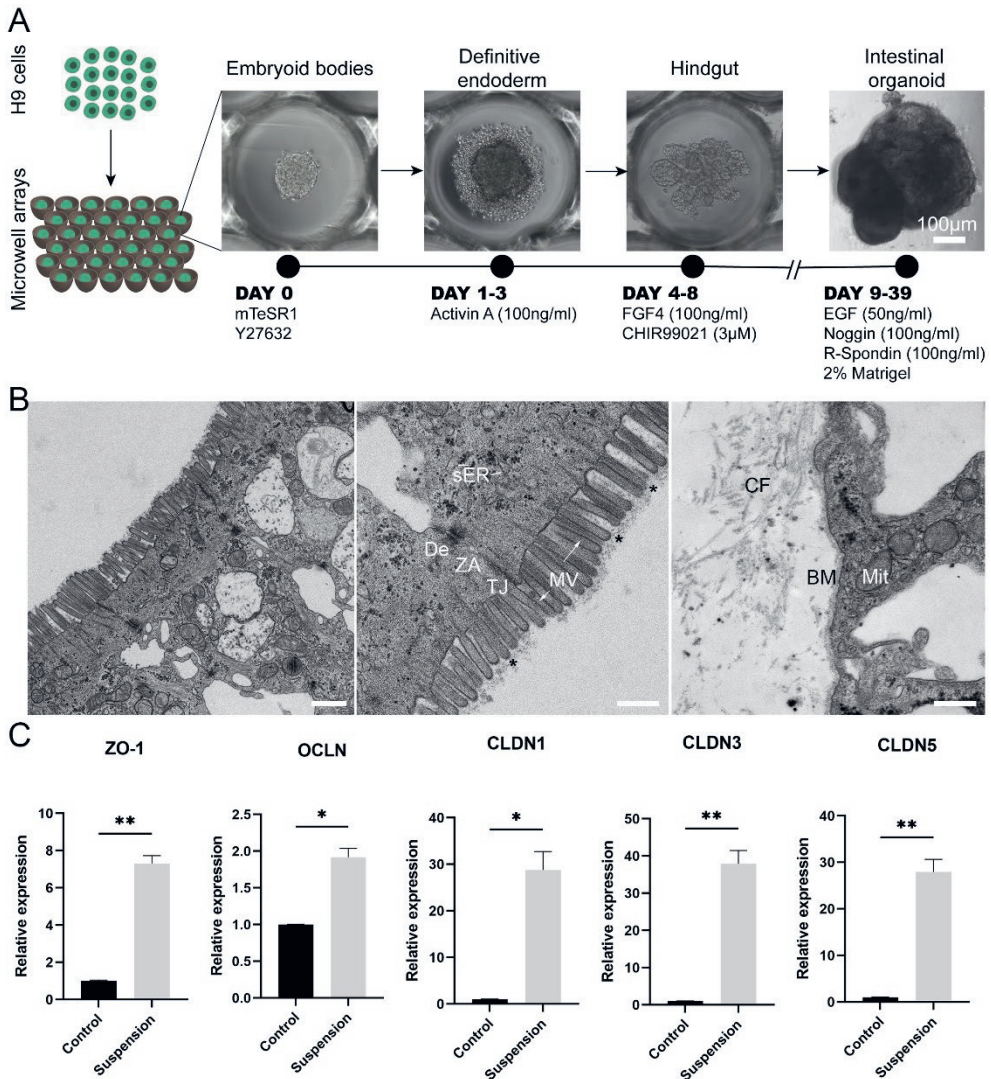 A
H9 cells
Microwell arrays
Embryoid bodies
Definitive
endoderm
Hindgut
Intestinal
organoid
100µm
DAY 0
mTeSR1
Y27632
DAY 1-3
Activin A (100ng/ml)
DAY 4-8
FGF4 (100ng/ml)
CHIR99021 (3µM)
DAY 9-39
EGF (50ng/ml)
Noggin (100ng/ml)
R-Spondin (100ng/ml)
2% Matrigel
B
sER
De
ZA
TJ
MV
*
*
*
CF
BM
Mit
C
ZO-1
Relative expression
8
6
4
2
0
**
Control
Suspension
OCLN
Relative expression
2.5
2.0
1.5
1.0
0.5
0.0
*
Control
Suspension
CLDN1
Relative expression
40
30
20
10
0
*
Control
Suspension
CLDN3
Relative expression
50
40
30
20
10
0
**
Control
Suspension
CLDN5
Relative expression
40
30
20
10
0
**
Control
Suspension